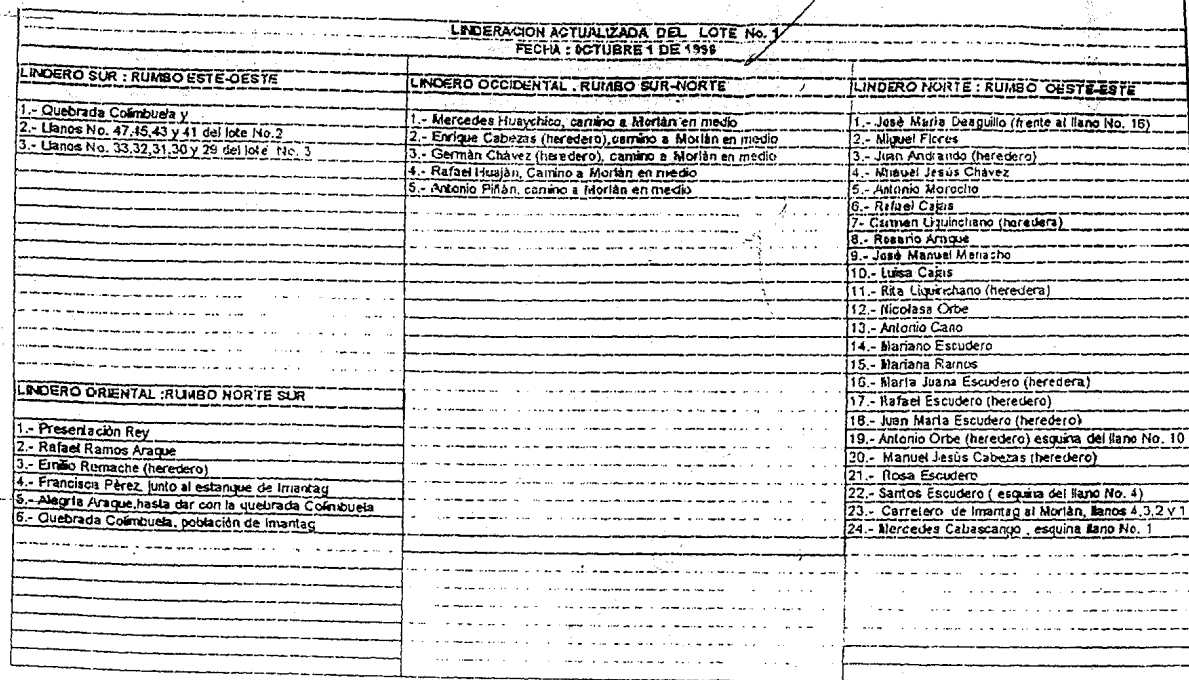 LINDERACION ACTUALIZADA DEL LOTE No. 1
FECHA : OCTUBRE 1 DE 1998
LINDERO SUR : RUMBO ESTE-OESTE
1.- Quebrada Colimbuela y
2.- Llanos No. 47,45,43 y 41 del lote No.2
3.- Llanos No. 33,32,31,30 y 29 del lote No. 3
LINDERO ORIENTAL :RUMBO NORTE SUR
1.- Presentación Rey
2.- Rafael Ramos Araque
3.- Emilio Remache (heredero)
4.- Francisca Pérez, junto al estanque de Imantag
5.- Alegría Araque,hasta dar con la quebrada Colimbuela
6.- Quebrada Colimbuela, población de Imantag
LINDERO OCCIDENTAL : RUMBO SUR-NORTE
1.- Mercedes Huaychico, camino a Morlán en medio
2.- Enrique Cabezas (heredero),camino a Morlán en medio
3.- Germán Chávez (heredero), camino a Morlán en medio
4.- Rafael Huaján, Camino a Morlán en medio
5.- Antonio Piñán, camino a Morlán en medio
LINDERO NORTE : RUMBO OESTE-ESTE
1.- José María Deaguillo (frente al llano No. 16)
2.- Miguel Flores
3.- Juan Andrando (heredero)
4.- Miguel Jesús Chávez
5.- Antonio Morocho
6.- Rafael Cajas
7- Carmen Liquinchano (heredera)
8.- Rosario Araque
9.- José Manuel Menacho
10.- Luisa Cajas
11.- Rita Liquinchano (heredera)
12.- Nicolasa Orbe
13.- Antonio Cano
14.- Mariano Escudero
15.- Mariana Ramos
16.- María Juana Escudero (heredera)
17.- Rafael Escudero (heredero)
18.- Juan María Escudero (heredero)
19.- Antonio Orbe (heredero) esquina del llano No. 10
20.- Manuel Jesús Cabezas (heredero)
21.- Rosa Escudero
22.- Santos Escudero ( esquina del llano No. 4)
23.- Carretero de Imantag al Morlán, llanos 4,3,2 y 1
24.- Mercedes Cabascango , esquina llano No. 1